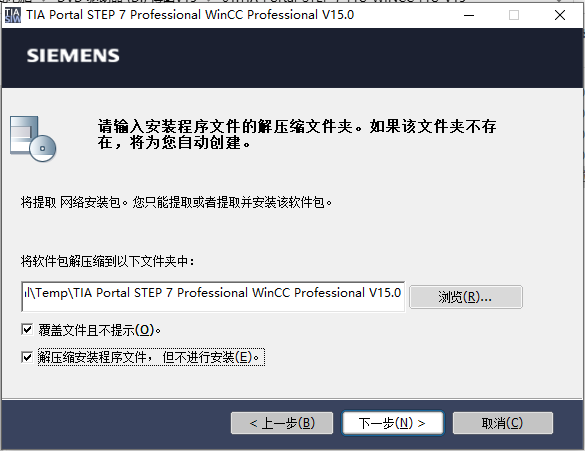 TIA Portal STEP 7 Professional WinCC Professional V15.0
SIEMENS
请输入安装程序文件的解压缩文件夹。如果该文件夹不存
在，将为您自动创建。
将提取 网络安装包。您只能提取或者提取并安装该软件包。
将软件包解压缩到以下文件夹中:
\Temp\TIA Portal STEP 7 Professional WinCC Professional V15.0
浏览(R)...
覆盖文件且不提示(O)。
解压缩安装程序文件， 但不进行安装(E)。
< 上一步(B)
下一步(N) >
取消(C)